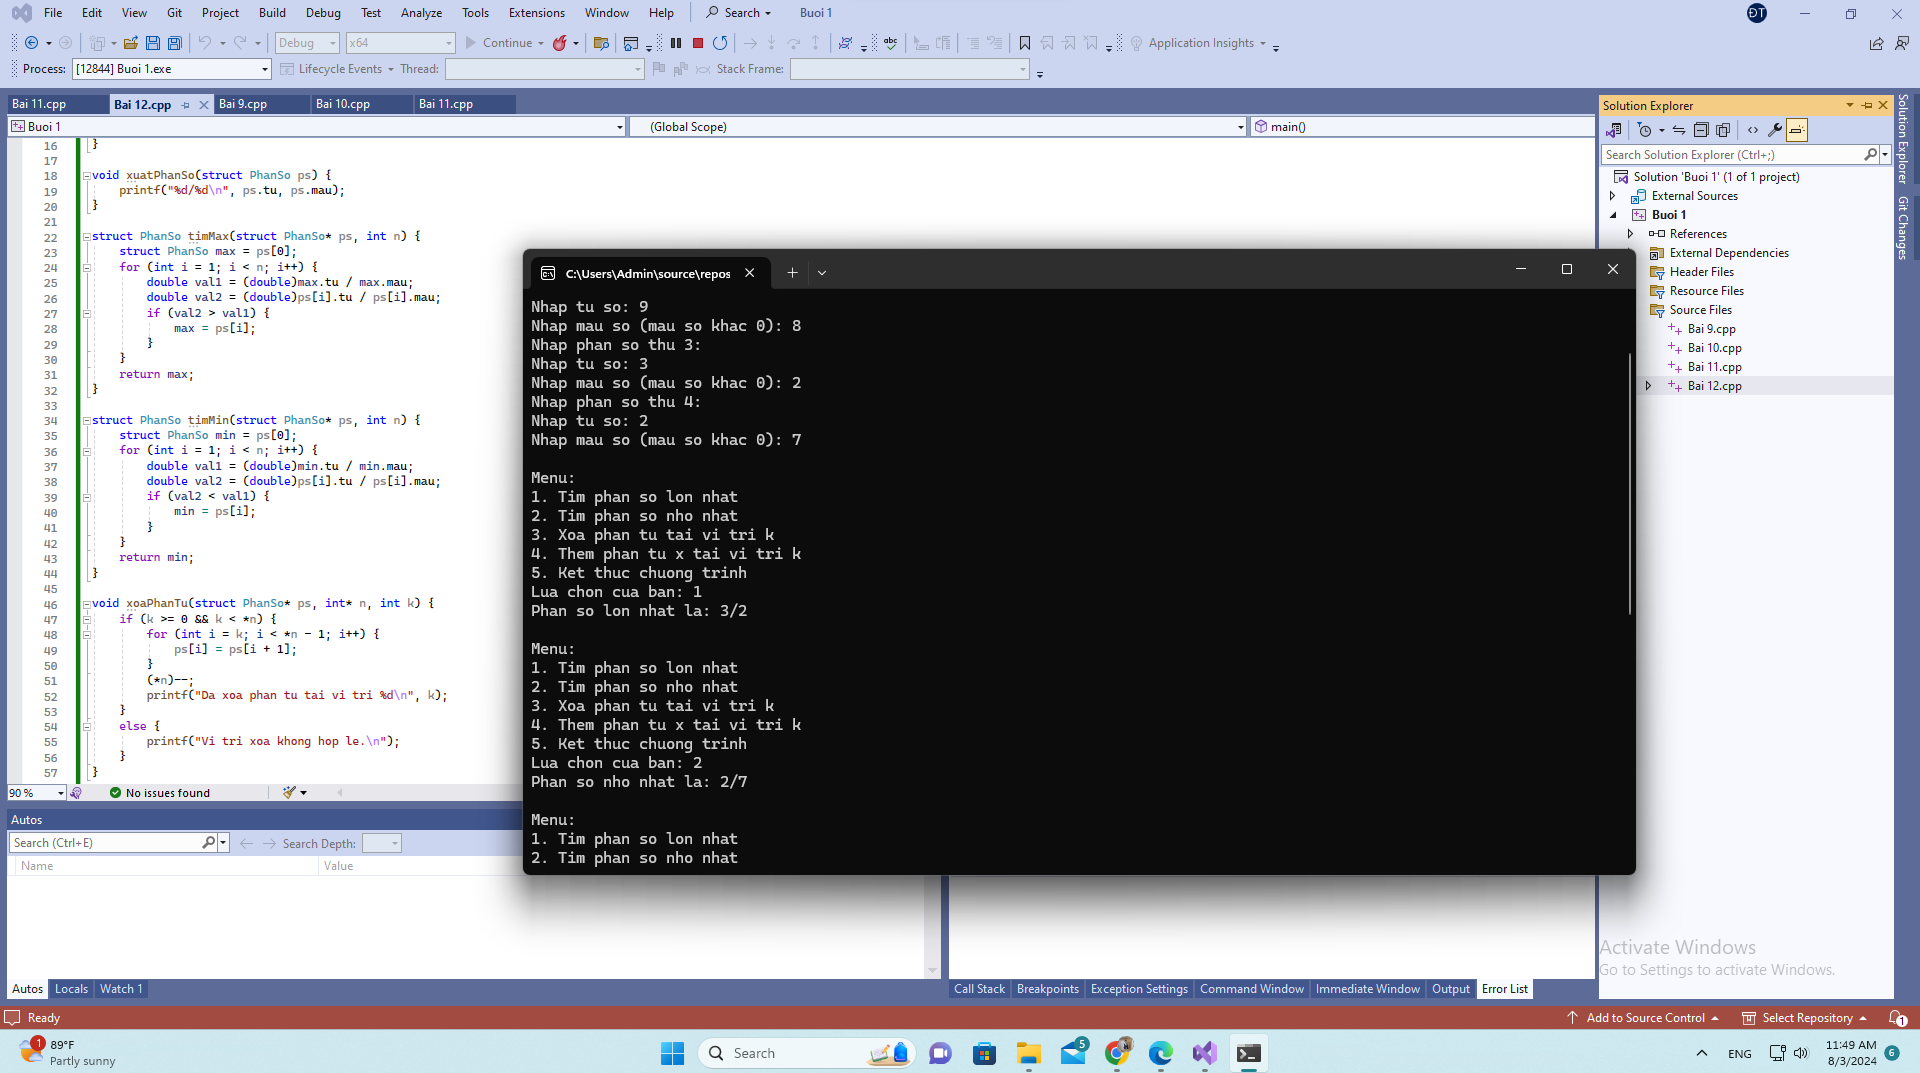 File Edit View Git Project Build Debug Test Analyze Tools Extensions Window Help Search Buoi 1 ĐT
Debug x64 Continue Application Insights
Process: [12844] Buoi 1.exe Lifecycle Events Thread: Stack Frame:
Bai 11.cpp Bai 12.cpp Bai 9.cpp Bai 10.cpp Bai 11.cpp
Buoi 1 (Global Scope) main()
16 }
17
18 void xuatPhanSo(struct PhanSo ps) {
19 printf("%d/%d\n", ps.tu, ps.mau);
20 }
21
22 struct PhanSo timMax(struct PhanSo* ps, int n) {
23 struct PhanSo max = ps[0];
24 for (int i = 1; i < n; i++) {
25 double val1 = (double)max.tu / max.mau;
26 double val2 = (double)ps[i].tu / ps[i].mau;
27 if (val2 > val1) {
28 max = ps[i];
29 }
30 }
31 return max;
32 }
33
34 struct PhanSo timMin(struct PhanSo* ps, int n) {
35 struct PhanSo min = ps[0];
36 for (int i = 1; i < n; i++) {
37 double val1 = (double)min.tu / min.mau;
38 double val2 = (double)ps[i].tu / ps[i].mau;
39 if (val2 < val1) {
40 min = ps[i];
41 }
42 }
43 return min;
44 }
45
46 void xoaPhanTu(struct PhanSo* ps, int* n, int k) {
47 if (k >= 0 && k < *n) {
48 for (int i = k; i < *n - 1; i++) {
49 ps[i] = ps[i + 1];
50 }
51 (*n)--;
52 printf("Da xoa phan tu tai vi tri %d\n", k);
53 }
54 else {
55 printf("Vi tri xoa khong hop le.\n");
56 }
57 }
90 % No issues found
C:\Users\Admin\source\repos
Nhap tu so: 9
Nhap mau so (mau so khac 0): 8
Nhap phan so thu 3:
Nhap tu so: 3
Nhap mau so (mau so khac 0): 2
Nhap phan so thu 4:
Nhap tu so: 2
Nhap mau so (mau so khac 0): 7
Menu:
1. Tim phan so lon nhat
2. Tim phan so nho nhat
3. Xoa phan tu tai vi tri k
4. Them phan tu x tai vi tri k
5. Ket thuc chuong trinh
Lua chon cua ban: 1
Phan so lon nhat la: 3/2
Menu:
1. Tim phan so lon nhat
2. Tim phan so nho nhat
3. Xoa phan tu tai vi tri k
4. Them phan tu x tai vi tri k
5. Ket thuc chuong trinh
Lua chon cua ban: 2
Phan so nho nhat la: 2/7
Menu:
1. Tim phan so lon nhat
2. Tim phan so nho nhat
Solution Explorer
Search Solution Explorer (Ctrl+;)
Solution 'Buoi 1' (1 of 1 project)
External Sources
Buoi 1
References
External Dependencies
Header Files
Resource Files
Source Files
Bai 9.cpp
Bai 10.cpp
Bai 11.cpp
Bai 12.cpp
Solution Explorer
Git Changes
Autos
Search (Ctrl+E) Search Depth:
Name Value
Activate Windows
Go to Settings to activate Windows.
Autos Locals Watch 1
Call Stack Breakpoints Exception Settings Command Window Immediate Window Output Error List
Ready Add to Source Control Select Repository 1
1 89°F
Partly sunny
Search
5
ENG
11:49 AM
8/3/2024
6